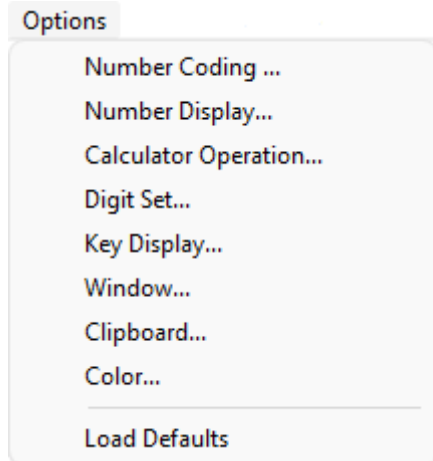 Options
Number Coding ...
Number Display...
Calculator Operation...
Digit Set...
Key Display...
Window...
Clipboard...
Color...
Load Defaults